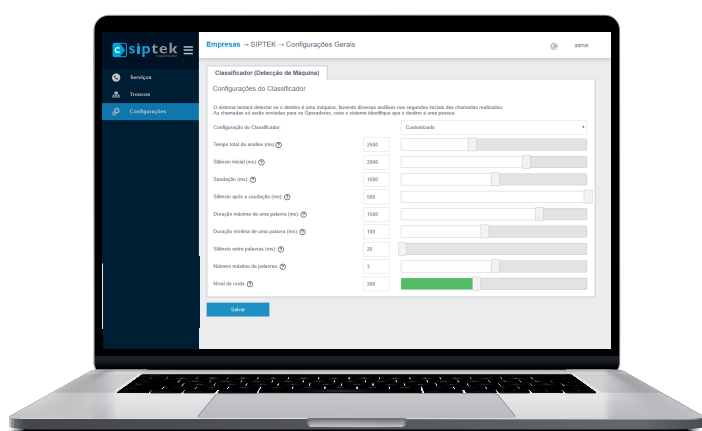 siptek
Empresas → SIPTEK → Configurações Gerais
admin
Serviços
Troncos
Configurações
Classificador (Detecção de Máquina)
Configurações do Classificador
O sistema tentará detectar se o destino é uma máquina, fazendo diversas análises nos segundos iniciais das chamadas realizadas.
As chamadas só serão enviadas para os Operadores, caso o sistema identifique que o destino é uma pessoa.
Configuração do Classificador: Customizado
Tempo total da análise (ms) 2500
Silêncio inicial (ms) 2000
Saudação (ms) 1500
Silêncio após a saudação (ms) 500
Duração máxima de uma palavra (ms) 1500
Duração mínima de uma palavra (ms) 100
Silêncio entre palavras (ms) 20
Número máximo de palavras 3
Nível de ruído 260
Salvar